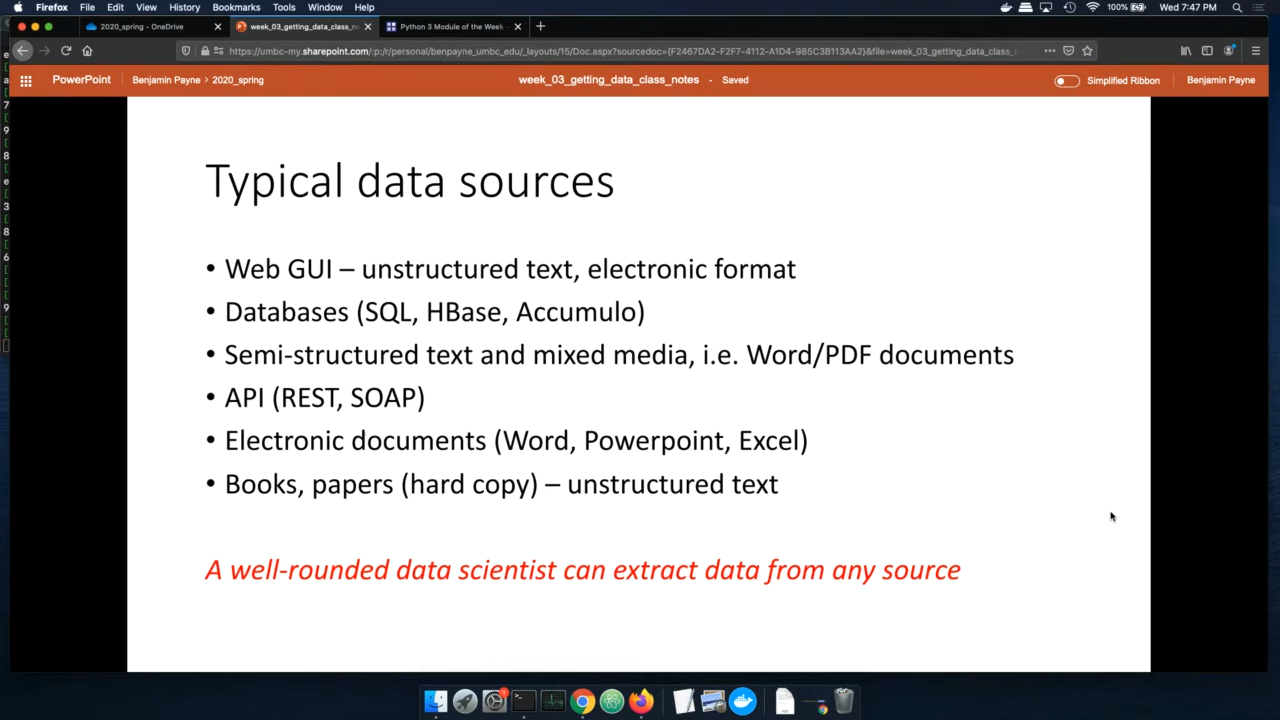 Firefox File Edit View History Bookmarks Tools Window Help 100% Wed 7:47 PM
2020_spring - OneDrive week_03_getting_data_class_no Python 3 Module of the Week —
https://umbc-my.sharepoint.com/:p:/r/personal/benpayne_umbc_edu/_layouts/15/Doc.aspx?sourcedoc={F2467DA2-F2F7-4112-A1D4-985C3B113AA2}&file=week_03_getting_data_class_n
PowerPoint Benjamin Payne > 2020_spring week_03_getting_data_class_notes - Saved Simplified Ribbon Benjamin Payne
Typical data sources
• Web GUI – unstructured text, electronic format
• Databases (SQL, HBase, Accumulo)
• Semi-structured text and mixed media, i.e. Word/PDF documents
• API (REST, SOAP)
• Electronic documents (Word, Powerpoint, Excel)
• Books, papers (hard copy) – unstructured text
A well-rounded data scientist can extract data from any source